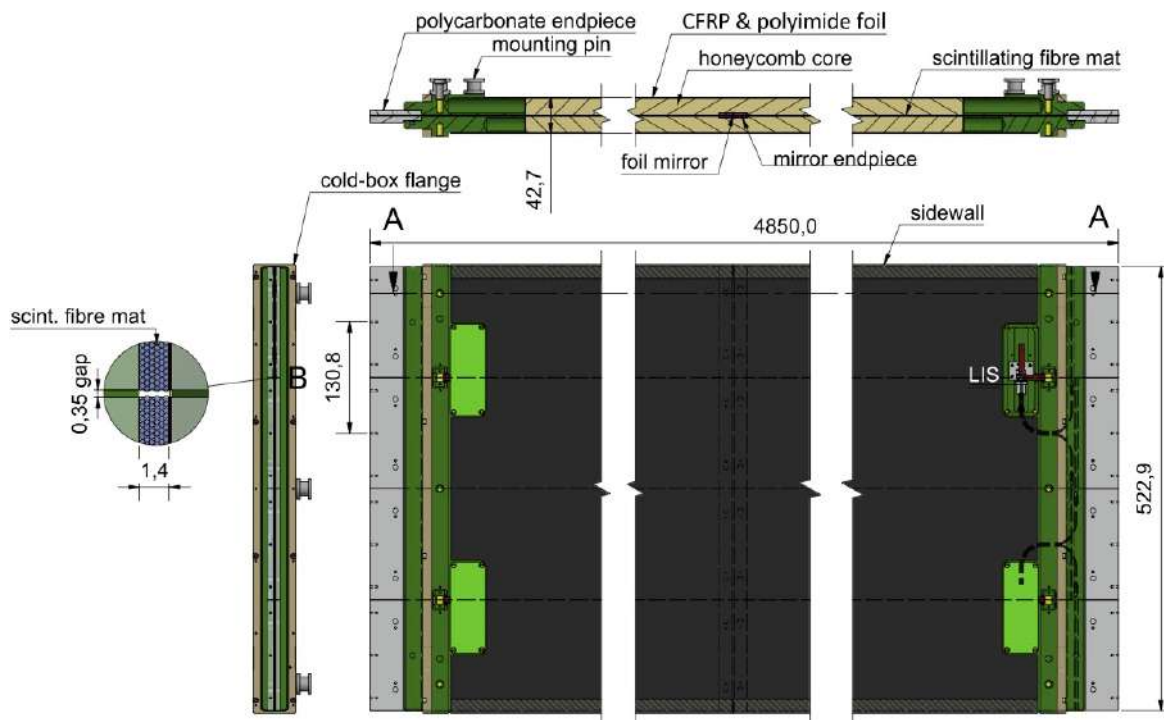 polycarbonate endpiece
mounting pin
CFRP & polyimide foil
honeycomb core
scintillating fibre mat
foil mirror
mirror endpiece
42,7
cold-box flange
A
A
sidewall
4850,0
scint. fibre mat
0,35 gap
B
130,8
LIS
1,4
522,9